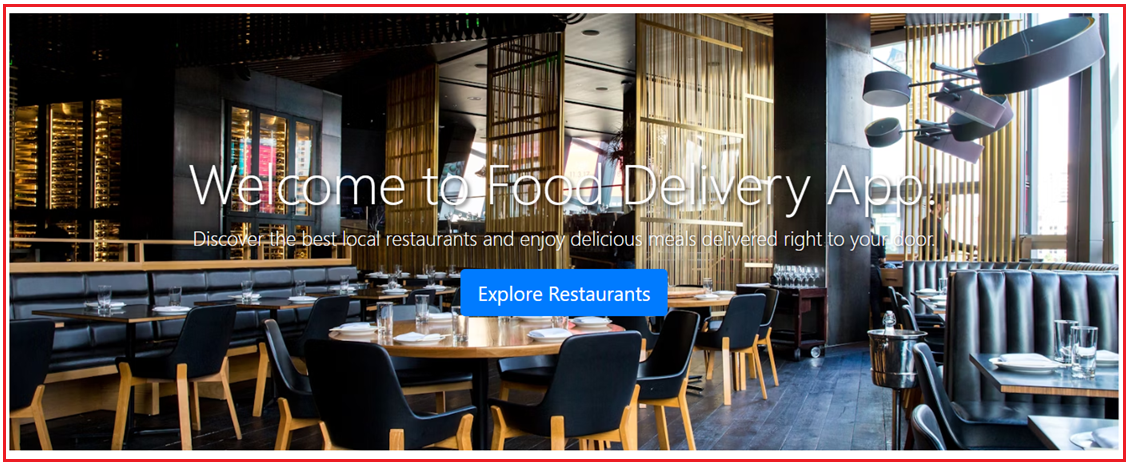 Welcome to Food Delivery App.
Discover the best local restaurants and enjoy delicious meals delivered right to your door.
Explore Restaurants